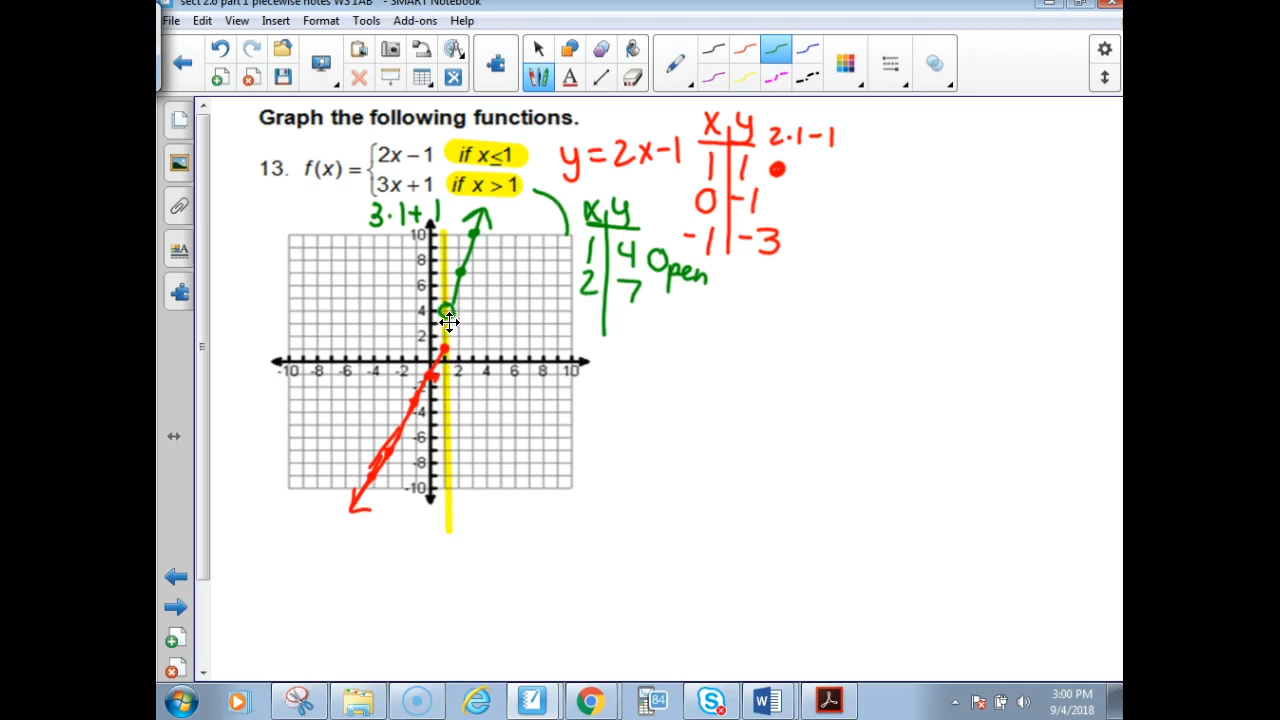 sect 2.6 part 1 piecewise notes WS 1AB - SMART Notebook
File Edit View Insert Format Tools Add-ons Help
Graph the following functions.
13. f(x) = { 2x − 1 if x≤1
3x + 1 if x > 1
y = 2x-1
x y 2·1-1
1 1
0 -1
-1 -3
3·1+1
x y
1 4 Open
2 7
10
8
6
4
2
-10 -8 -6 -4 -2 2 4 6 8 10
-2
-4
-6
-8
-10
84
3:00 PM
9/4/2018